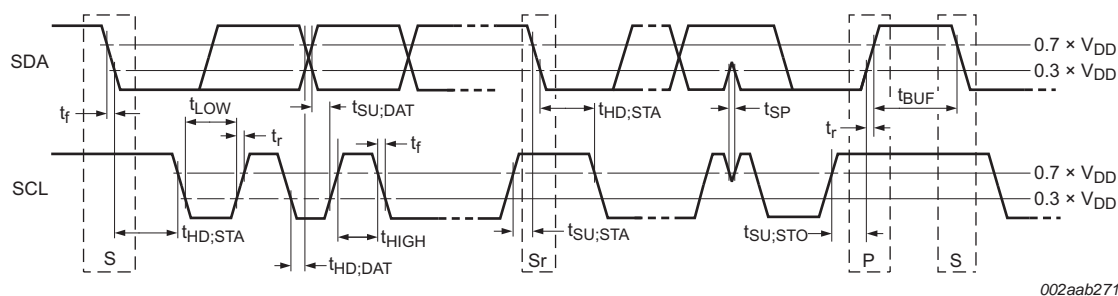 SDA
0.7 × VDD
0.3 × VDD
tf
tLOW
tSU;DAT
tr
tf
tHD;STA
tSP
tr
tBUF
SCL
0.7 × VDD
0.3 × VDD
tHD;STA
tHD;DAT
tHIGH
tSU;STA
tSU;STO
S
Sr
P
S
002aab271